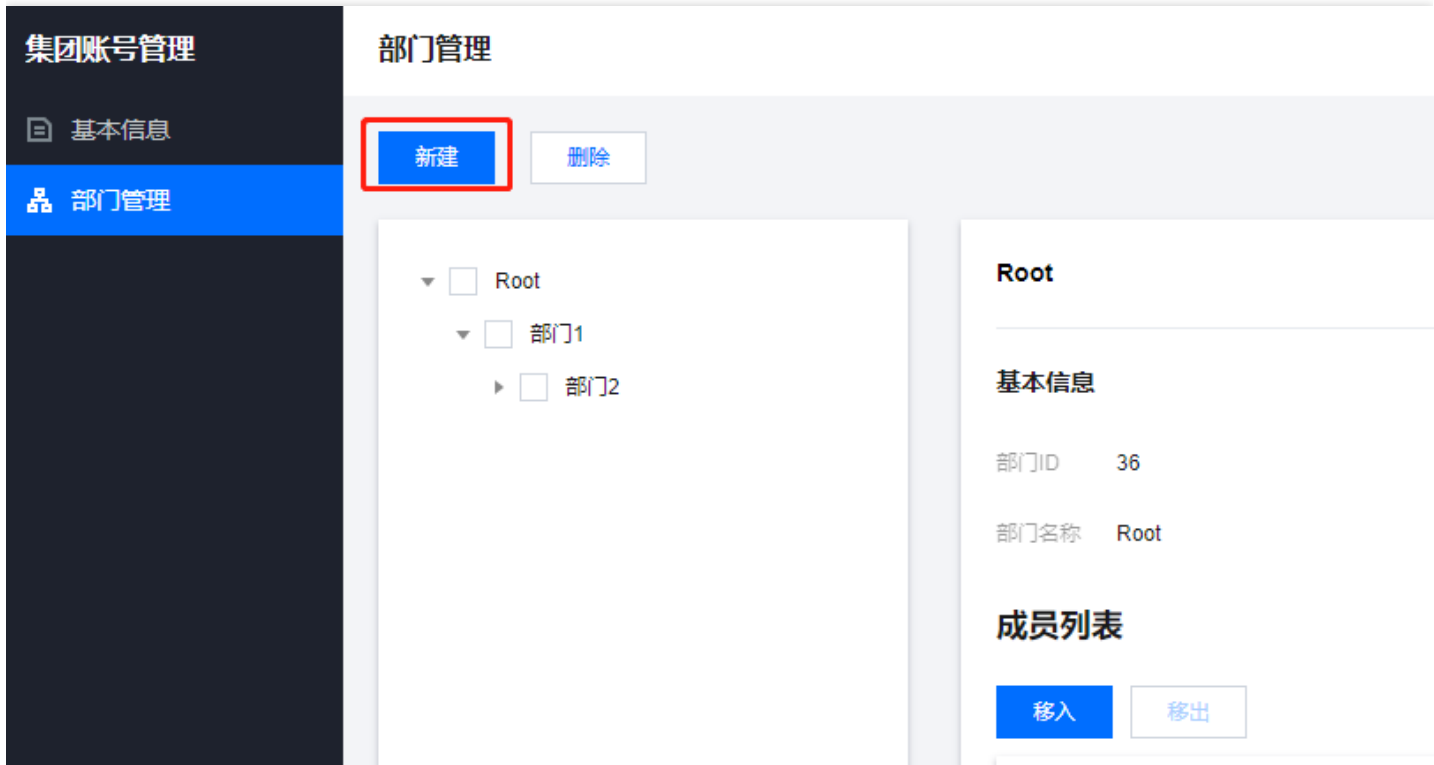 集团账号管理
基本信息
部门管理
部门管理
新建
删除
Root
部门1
部门2
Root
基本信息
部门ID 36
部门名称 Root
成员列表
移入
移出